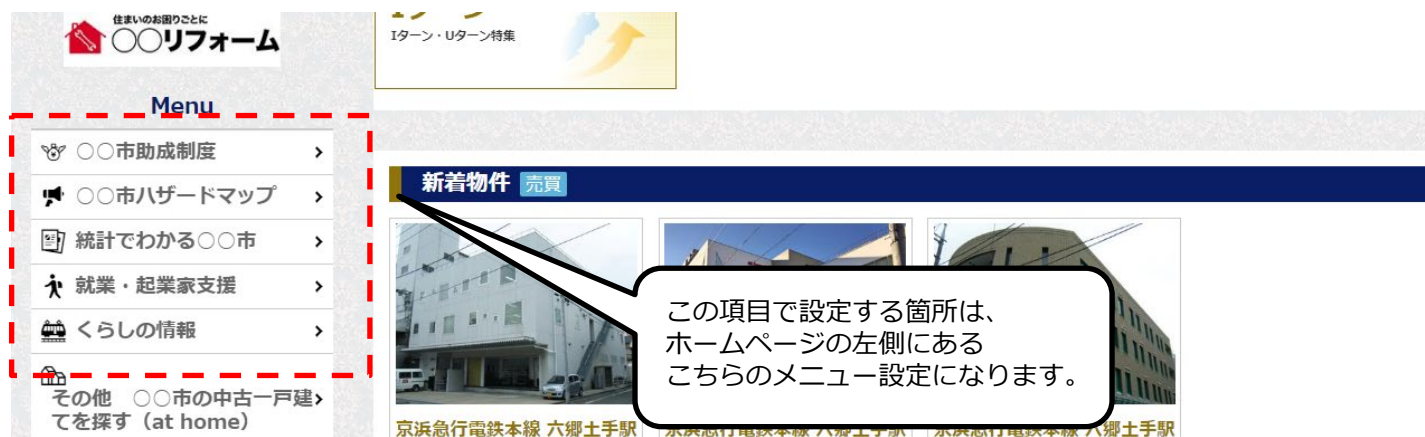 住まいのお困りごとに
〇〇リフォーム
Iターン
Iターン・Uターン特集
Menu
〇〇市助成制度
〇〇市ハザードマップ
統計でわかる〇〇市
就業・起業家支援
くらしの情報
その他　〇〇市の中古一戸建
てを探す（at home）
新着物件 売買
この項目で設定する箇所は、
ホームページの左側にある
こちらのメニュー設定になります。
京浜急行電鉄本線 六郷土手駅
京浜急行電鉄本線 六郷土手駅
京浜急行電鉄本線 六郷土手駅